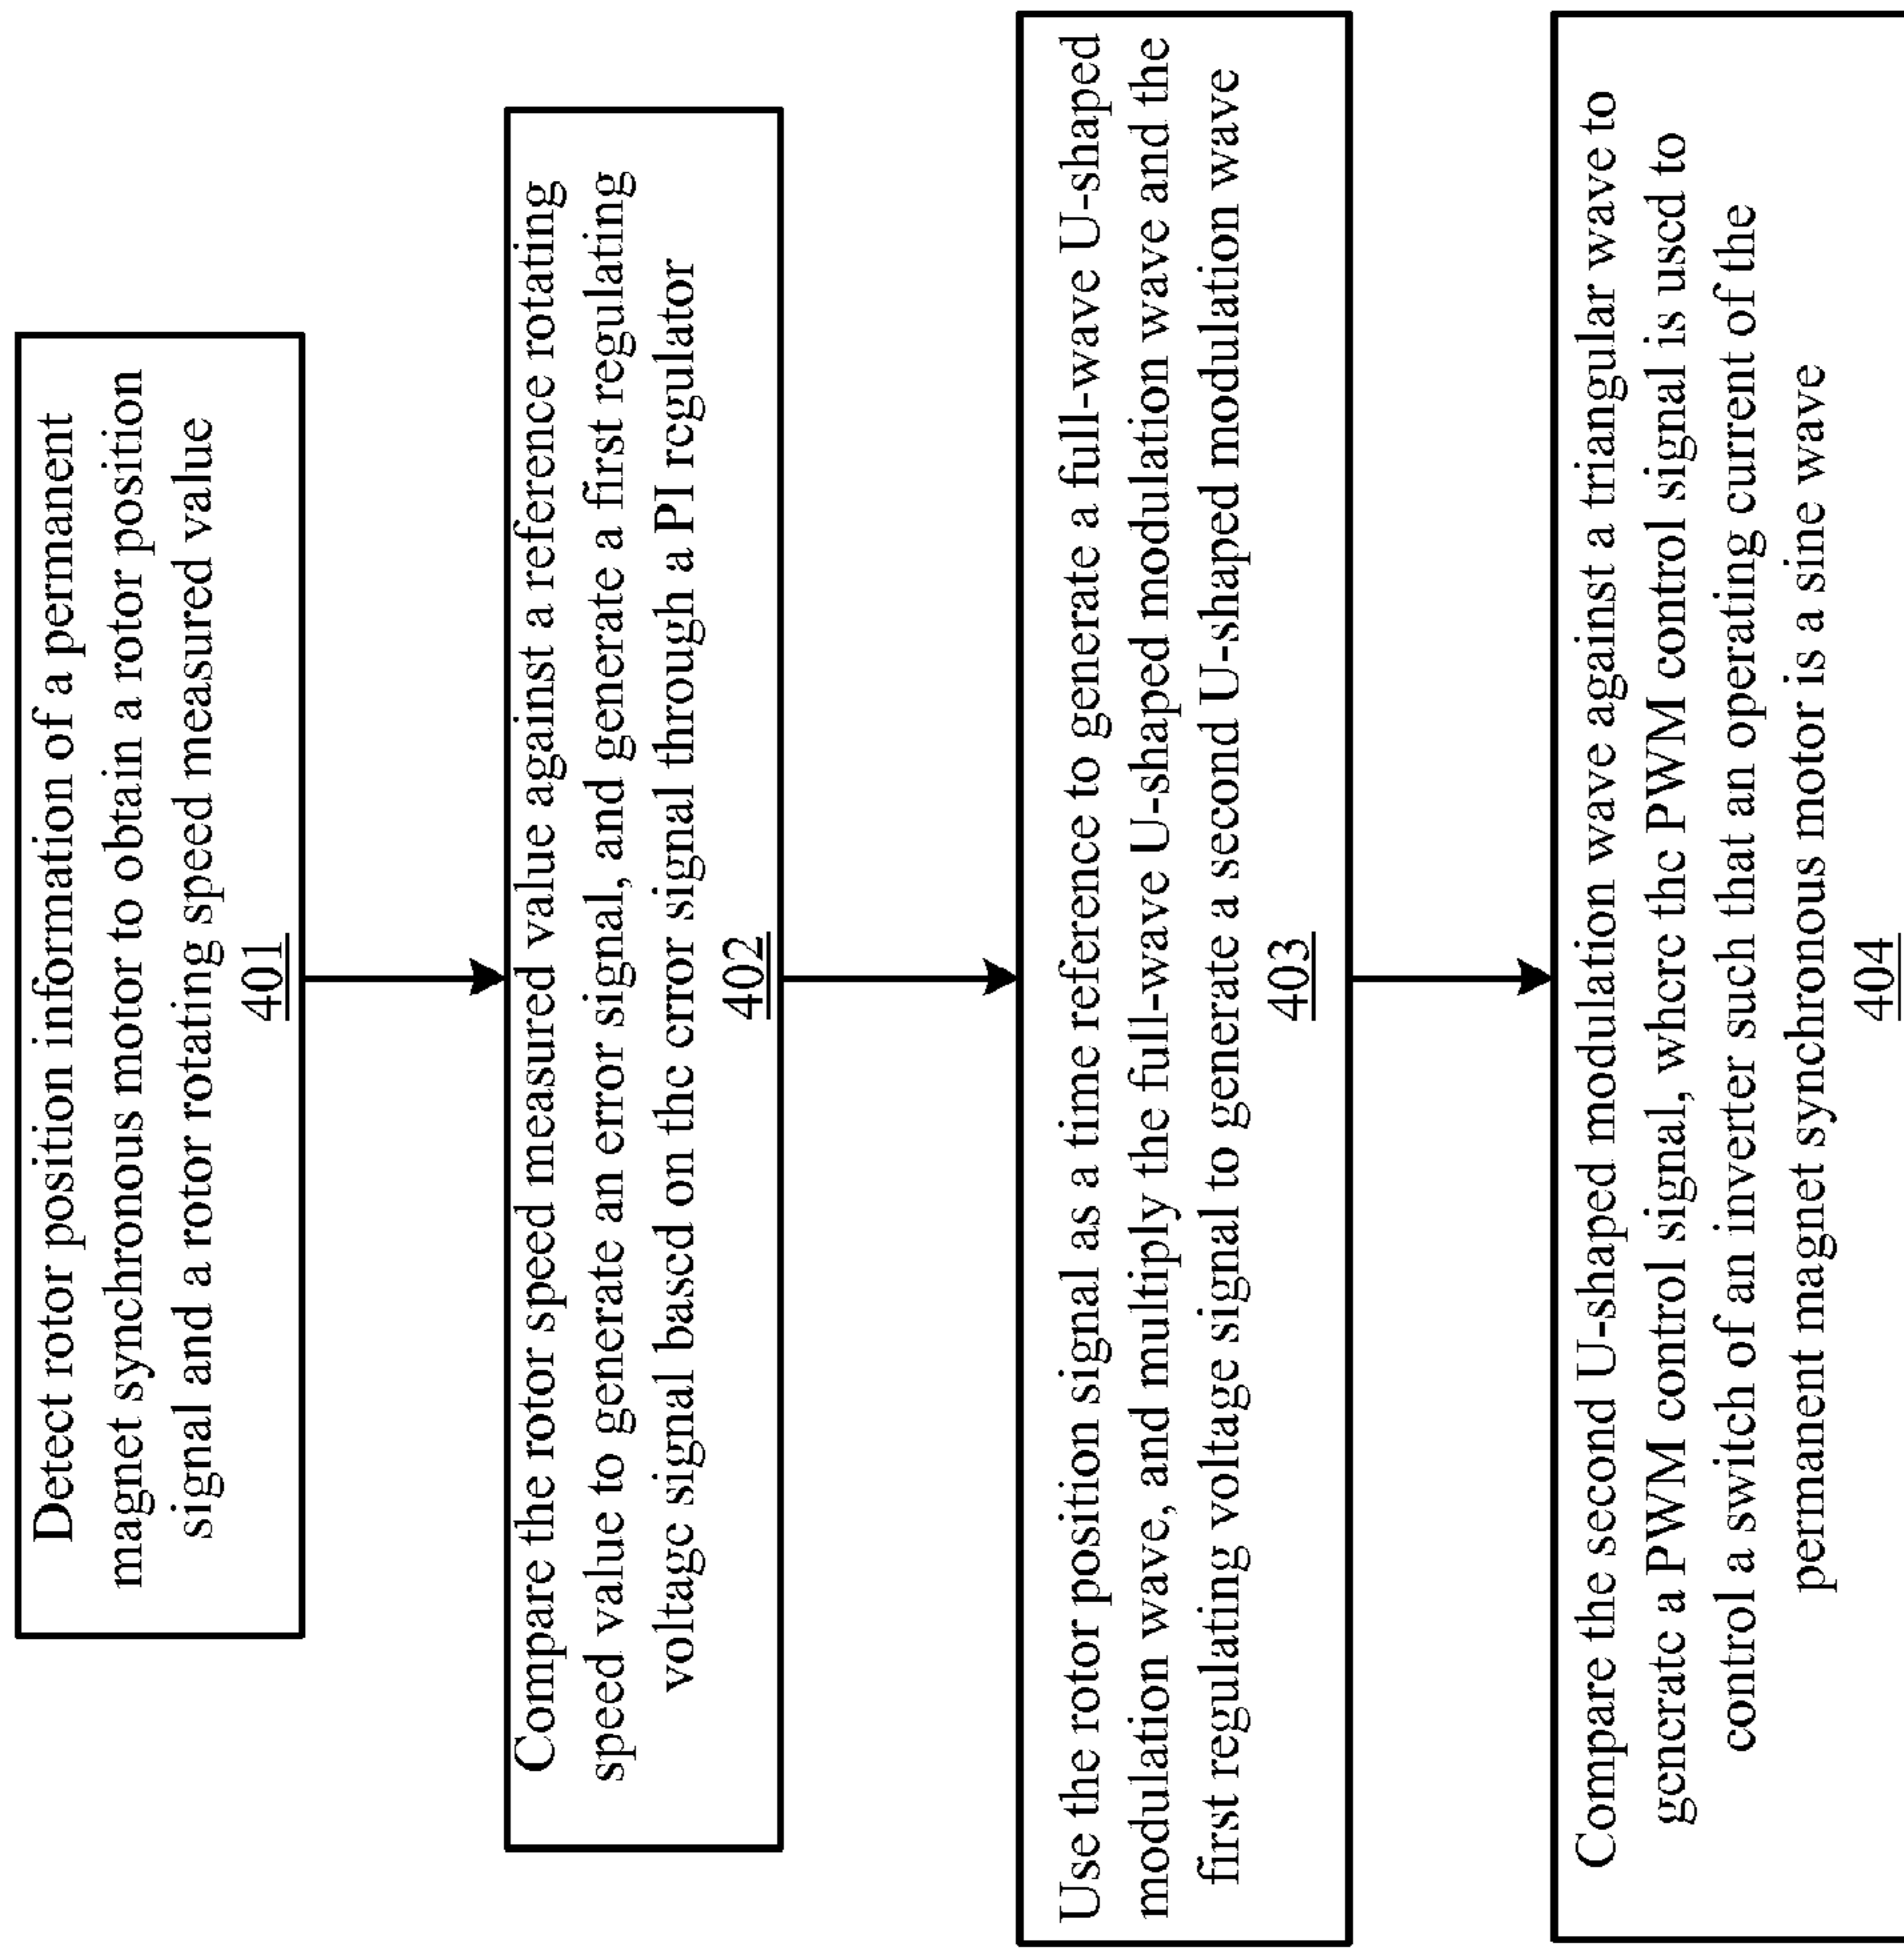 Detect rotor position information of a permanent
magnet synchronous motor to obtain a rotor position
signal and a rotor rotating speed measured value
401
Compare the rotor speed measured value against a reference rotating
speed value to generate an error signal, and generate a first regulating
voltage signal based on the error signal through a PI regulator
402
Use the rotor position signal as a time reference to generate a full-wave U-shaped
modulation wave, and multiply the full-wave U-shaped modulation wave and the
first regulating voltage signal to generate a second U-shaped modulation wave
403
Compare the second U-shaped modulation wave against a triangular wave to
generate a PWM control signal, where the PWM control signal is used to
control a switch of an inverter such that an operating current of the
permanent magnet synchronous motor is a sine wave
404